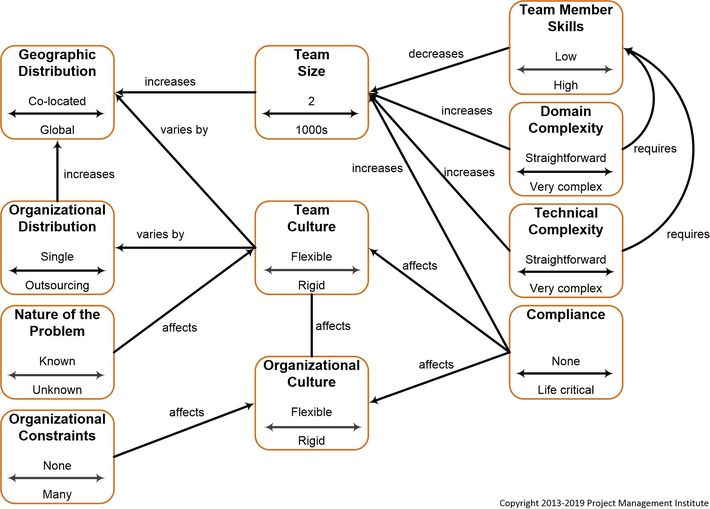 Geographic
Distribution
Co-located
Global
increases
Team
Size
2
1000s
decreases
Team Member
Skills
Low
High
varies by
increases
Domain
Complexity
Straightforward
Very complex
requires
increases
increases
increases
Organizational
Distribution
Single
Outsourcing
varies by
Team
Culture
Flexible
Rigid
Technical
Complexity
Straightforward
Very complex
requires
affects
Nature of the
Problem
Known
Unknown
affects
affects
Compliance
None
Life critical
affects
Organizational
Culture
Flexible
Rigid
Organizational
Constraints
None
Many
affects
Copyright 2013-2019 Project Management Institute